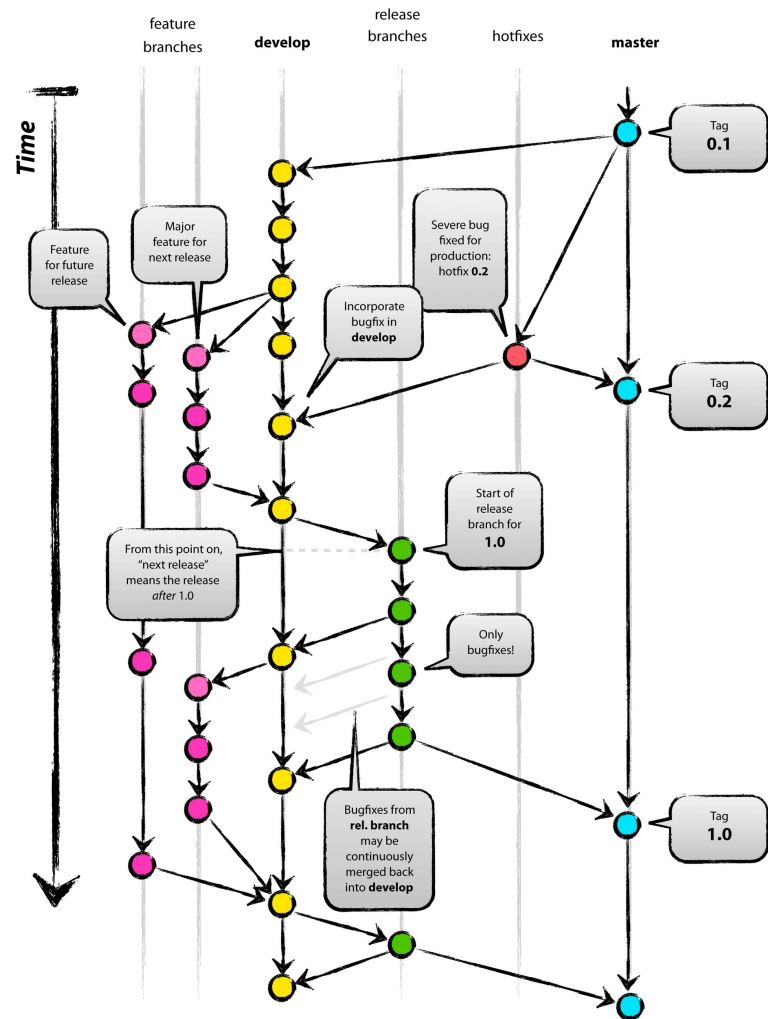 feature
branches
develop
release
branches
hotfixes
master
Time
Tag
0.1
Major
feature for
next release
Feature
for future
release
Severe bug
fixed for
production:
hotfix 0.2
Incorporate
bugfix in
develop
Tag
0.2
Start of
release
branch for
1.0
From this point on,
“next release”
means the release
after 1.0
Only
bugfixes!
Bugfixes from
rel. branch
may be
continuously
merged back
into develop
Tag
1.0